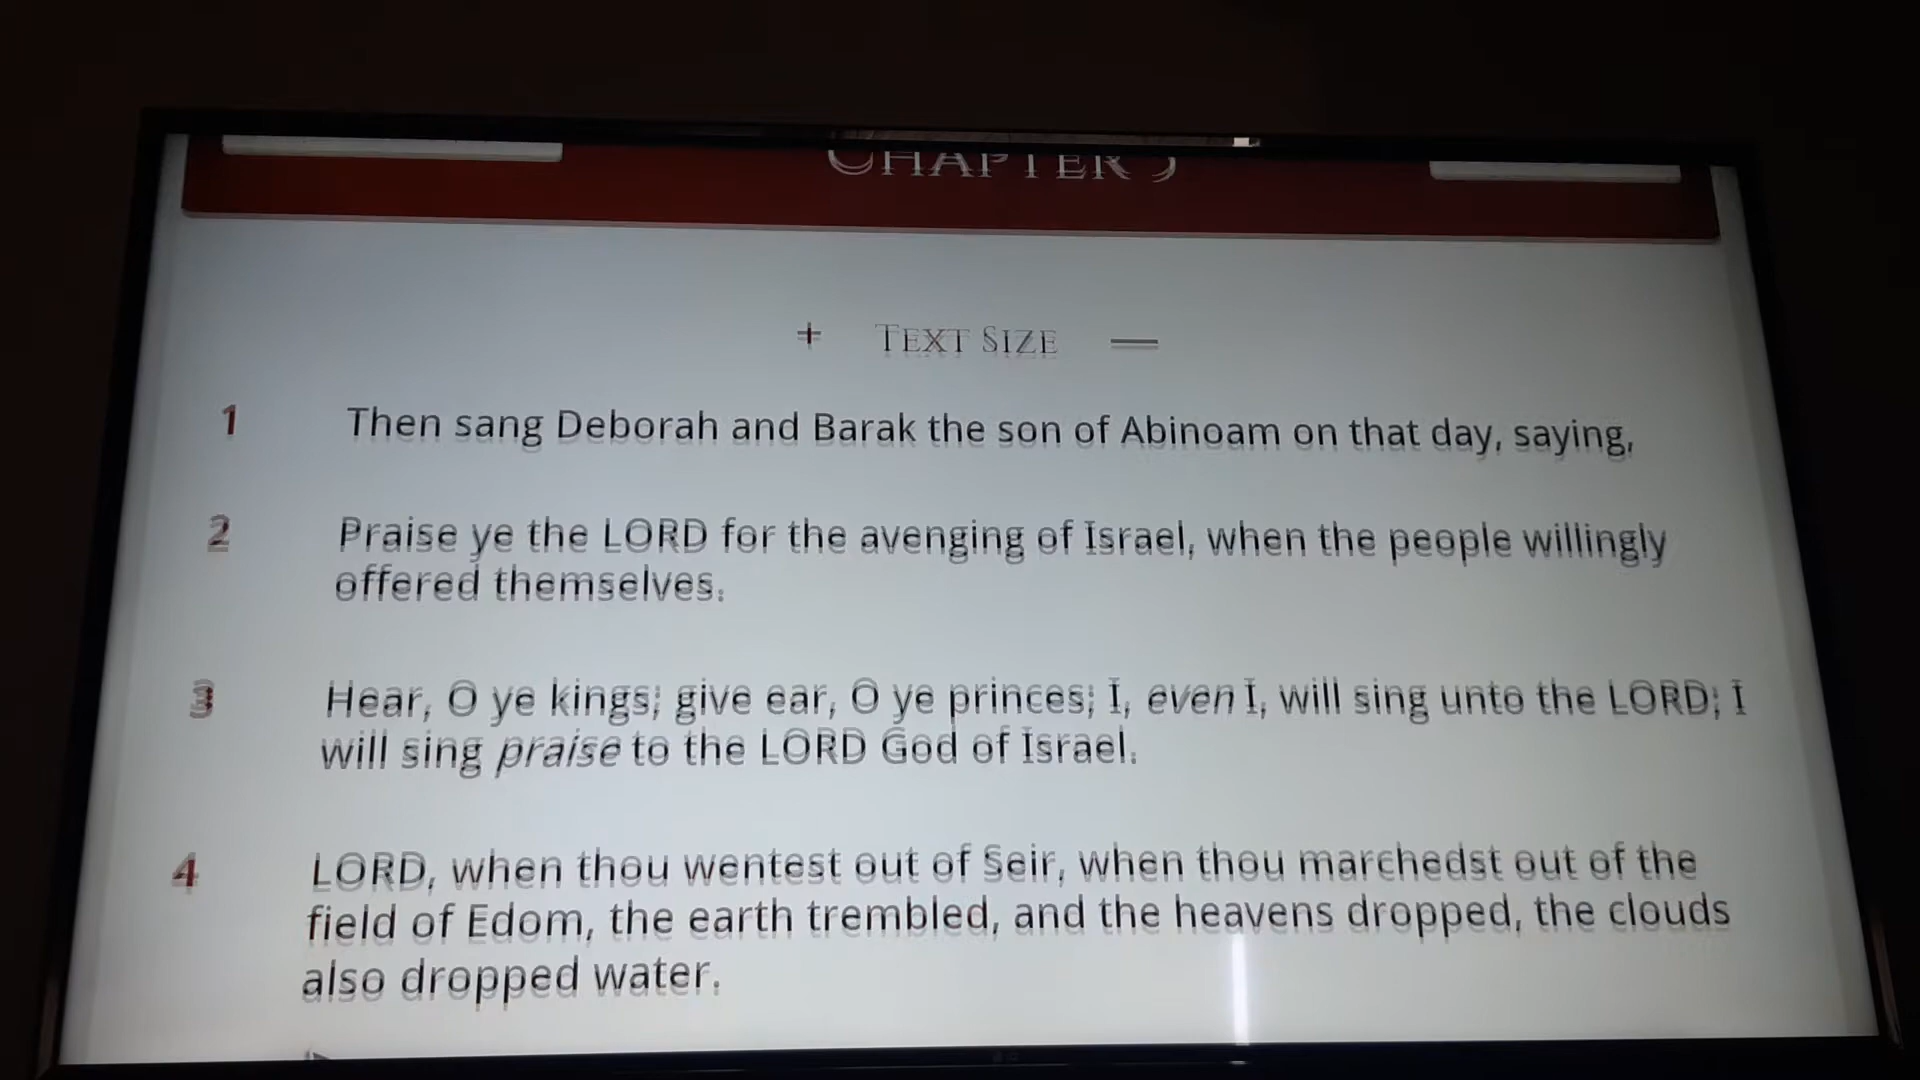 CHAPTER 5
+ TEXT SIZE —
1 Then sang Deborah and Barak the son of Abinoam on that day, saying,
2 Praise ye the LORD for the avenging of Israel, when the people willingly
offered themselves.
3 Hear, O ye kings; give ear, O ye princes; I, even I, will sing unto the LORD; I
will sing praise to the LORD God of Israel.
4 LORD, when thou wentest out of Seir, when thou marchedst out of the
field of Edom, the earth trembled, and the heavens dropped, the clouds
also dropped water.